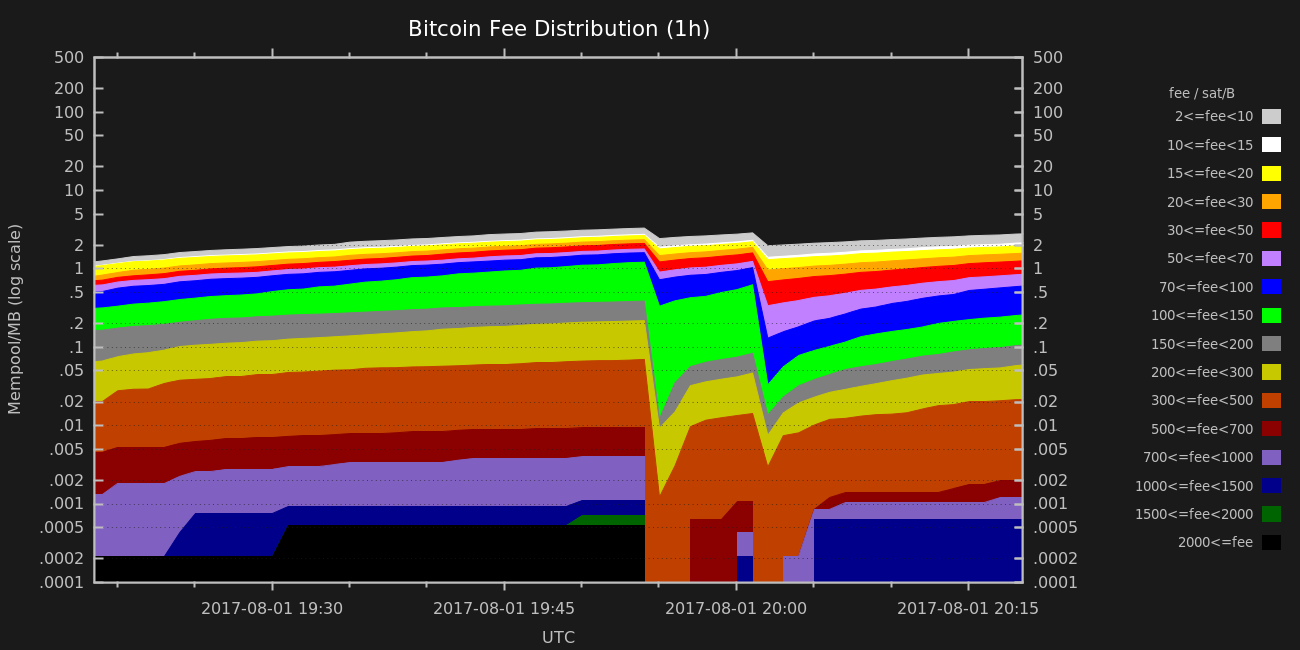 Bitcoin Fee Distribution (1h)
500 500
200 200
100 100
50 50
20 20
10 10
5 5
2 2
1 1
.5 .5
.2 .2
.1 .1
.05 .05
.02 .02
.01 .01
.005 .005
.002 .002
.001 .001
.0005 .0005
.0002 .0002
.0001 .0001
Mempool/MB (log scale)
2017-08-01 19:30 2017-08-01 19:45 2017-08-01 20:00 2017-08-01 20:15
UTC
fee / sat/B
2<=fee<10
10<=fee<15
15<=fee<20
20<=fee<30
30<=fee<50
50<=fee<70
70<=fee<100
100<=fee<150
150<=fee<200
200<=fee<300
300<=fee<500
500<=fee<700
700<=fee<1000
1000<=fee<1500
1500<=fee<2000
2000<=fee